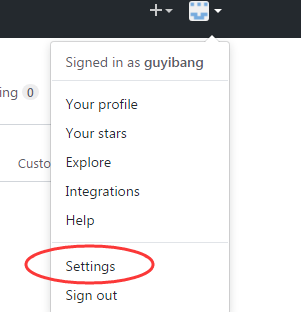 Signed in as guyibang
ing 0
Your profile
Your stars
Custo
Explore
Integrations
Help
Settings
Sign out